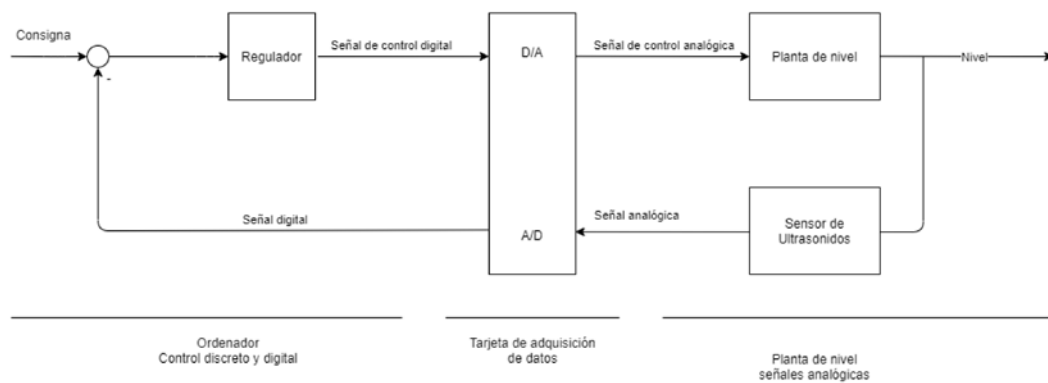 Consigna
-
Regulador
Señal de control digital
D/A
Señal de control analógica
Planta de nivel
Nivel
Señal digital
A/D
Señal analógica
Sensor de
Ultrasonidos
Ordenador
Control discreto y digital
Tarjeta de adquisición
de datos
Planta de nivel
señales analógicas